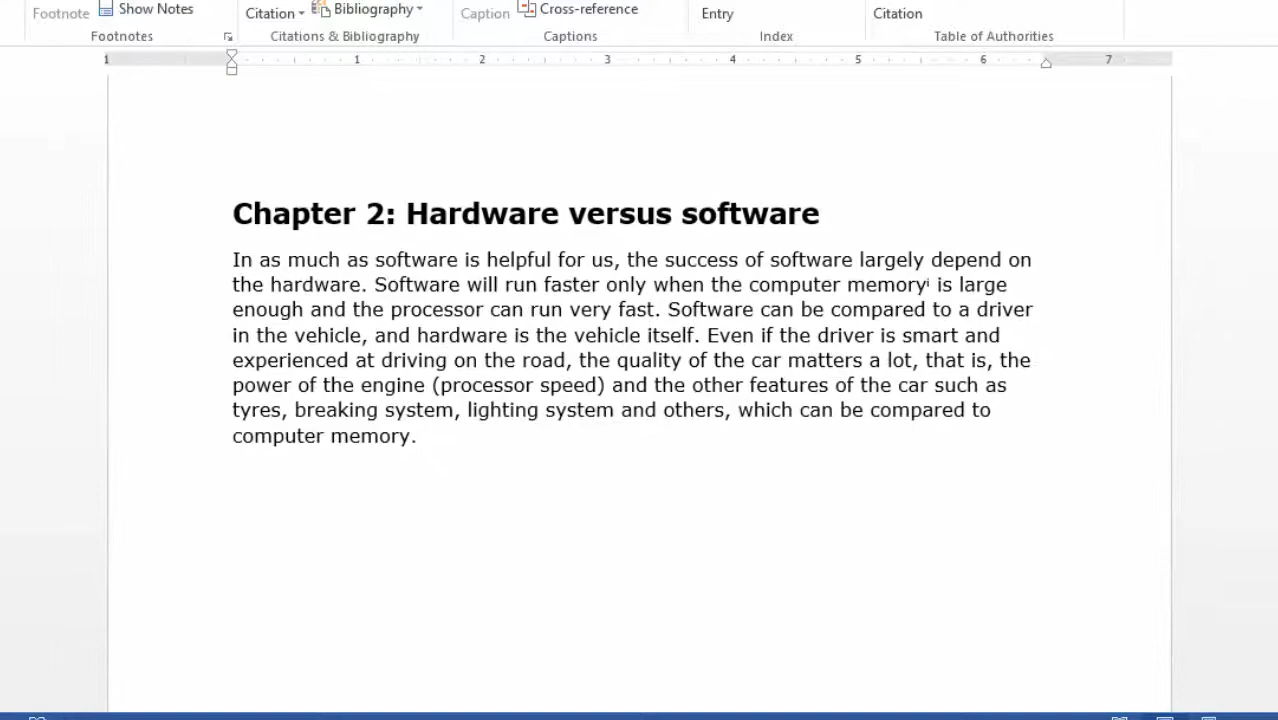 Footnote Show Notes Citation Bibliography Caption Cross-reference Entry Citation
Footnotes Citations & Bibliography Captions Index Table of Authorities
1 1 2 3 4 5 6 7
Chapter 2: Hardware versus software
In as much as software is helpful for us, the success of software largely depend on
the hardware. Software will run faster only when the computer memoryⁱ is large
enough and the processor can run very fast. Software can be compared to a driver
in the vehicle, and hardware is the vehicle itself. Even if the driver is smart and
experienced at driving on the road, the quality of the car matters a lot, that is, the
power of the engine (processor speed) and the other features of the car such as
tyres, breaking system, lighting system and others, which can be compared to
computer memory.